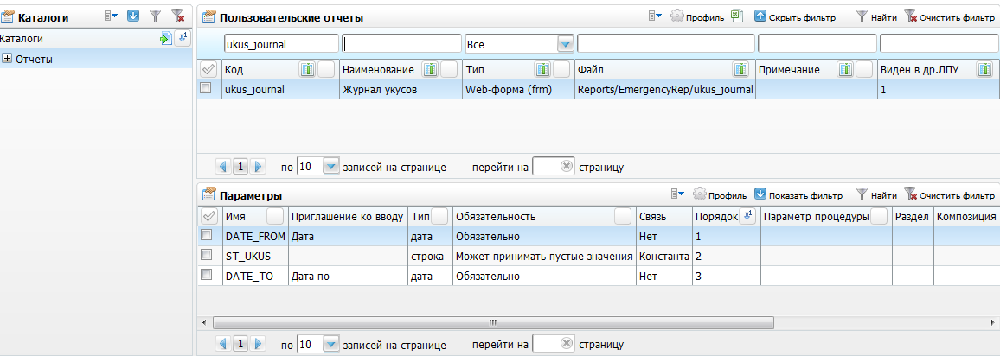 Каталоги
Каталоги
Отчеты
Пользовательские отчеты Профиль Скрыть фильтр Найти Очистить фильтр
ukus_journal Все
Код Наименование Тип Файл Примечание Виден в др.ЛПУ
ukus_journal Журнал укусов Web-форма (frm) Reports/EmergencyRep/ukus_journal 1
1 по 10 записей на странице перейти на страницу
Параметры Профиль Показать фильтр Найти Очистить фильтр
Имя Приглашение ко вводу Тип Обязательность Связь Порядок Параметр процедуры Раздел Композиция
DATE_FROM Дата дата Обязательно Нет 1
ST_UKUS строка Может принимать пустые значения Константа 2
DATE_TO Дата по дата Обязательно Нет 3
1 по 10 записей на странице перейти на страницу